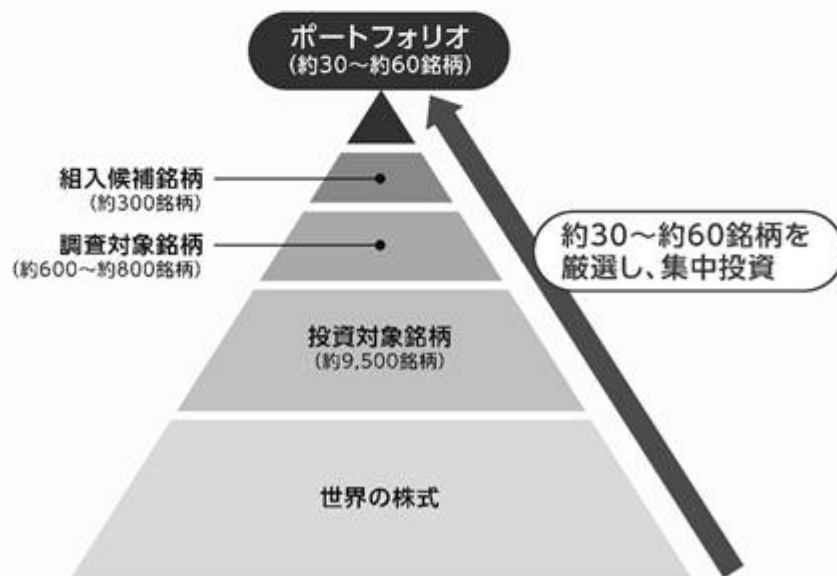 ポートフォリオ
(約30～約60銘柄)
組入候補銘柄
(約300銘柄)
調査対象銘柄
(約600～約800銘柄)
約30～約60銘柄を
厳選し、集中投資
投資対象銘柄
(約9,500銘柄)
世界の株式